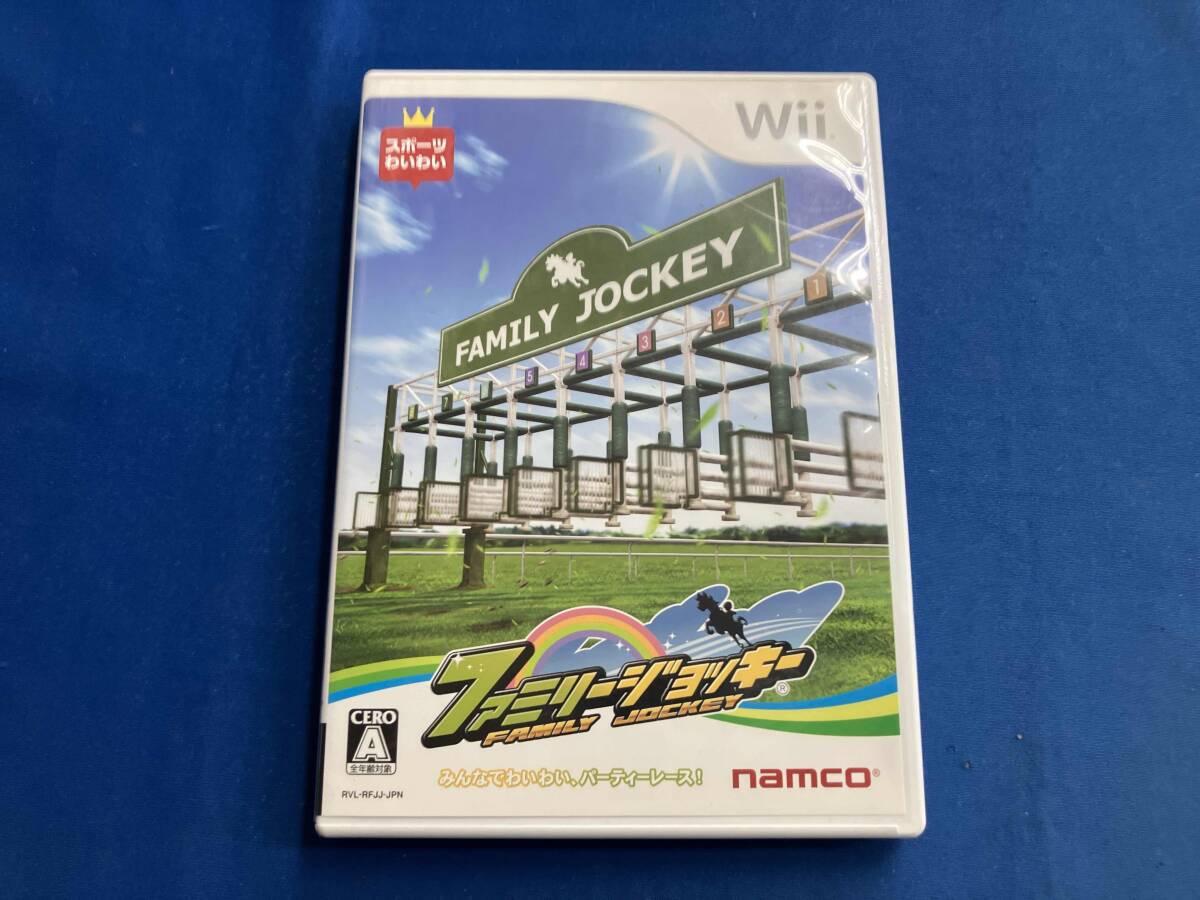 Wii
スポーツ
わいわい
FAMILY JOCKEY
1
2
3
4
5
7
ファミリージョッキー®
FAMILY JOCKEY
CERO
A
全年齢対象
みんなでわいわい、パーティーレース!
namco®
RVL-RFJJ-JPN